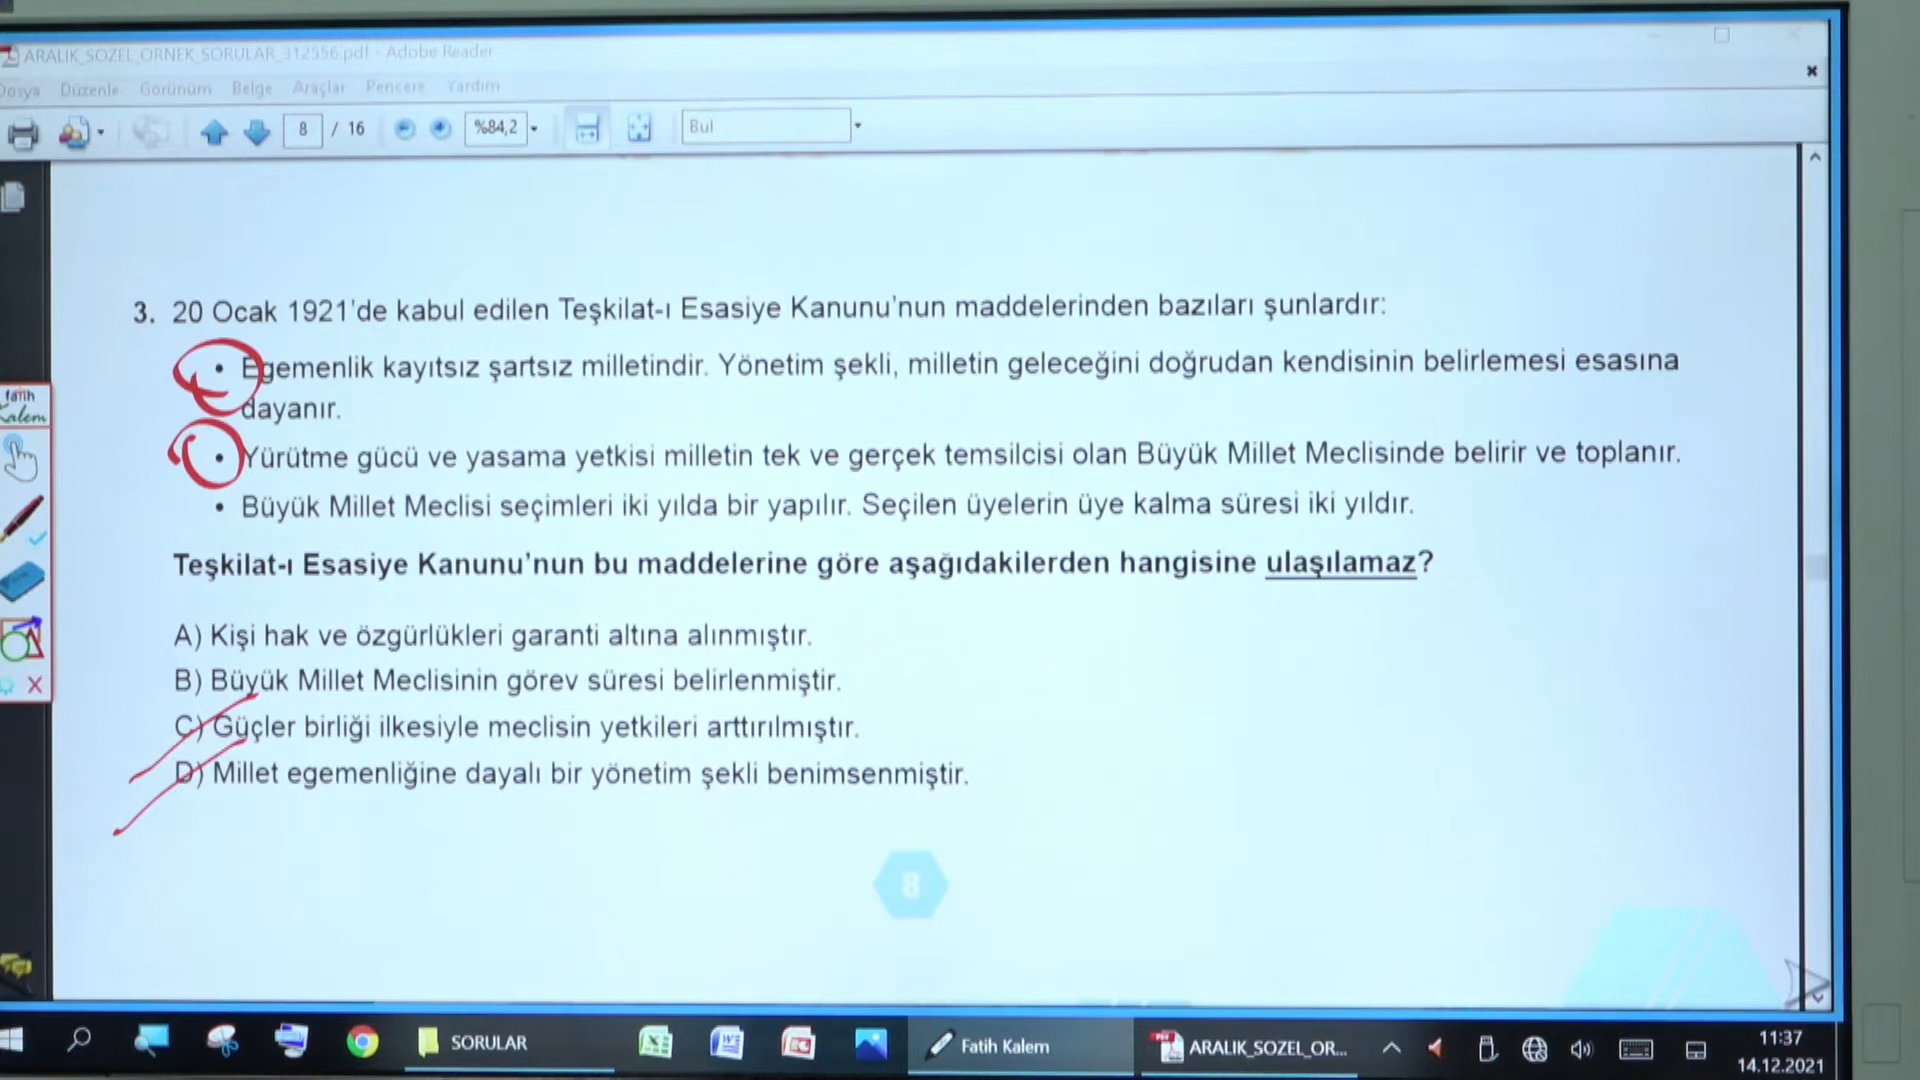 ARALIK_SOZEL_ORNEK_SORULAR_312556.pdf - Adobe Reader
Dosya Düzenle Görünüm Belge Araçlar Pencere Yardım
8 / 16 %84,2 Bul
3. 20 Ocak 1921'de kabul edilen Teşkilat-ı Esasiye Kanunu'nun maddelerinden bazıları şunlardır:
• Egemenlik kayıtsız şartsız milletindir. Yönetim şekli, milletin geleceğini doğrudan kendisinin belirlemesi esasına
dayanır.
• Yürütme gücü ve yasama yetkisi milletin tek ve gerçek temsilcisi olan Büyük Millet Meclisinde belirir ve toplanır.
• Büyük Millet Meclisi seçimleri iki yılda bir yapılır. Seçilen üyelerin üye kalma süresi iki yıldır.
Teşkilat-ı Esasiye Kanunu'nun bu maddelerine göre aşağıdakilerden hangisine ulaşılamaz?
A) Kişi hak ve özgürlükleri garanti altına alınmıştır.
B) Büyük Millet Meclisinin görev süresi belirlenmiştir.
C) Güçler birliği ilkesiyle meclisin yetkileri arttırılmıştır.
D) Millet egemenliğine dayalı bir yönetim şekli benimsenmiştir.
8
fatih
Kalem
SORULAR
Fatih Kalem
ARALIK_SOZEL_OR...
11:37
14.12.2021